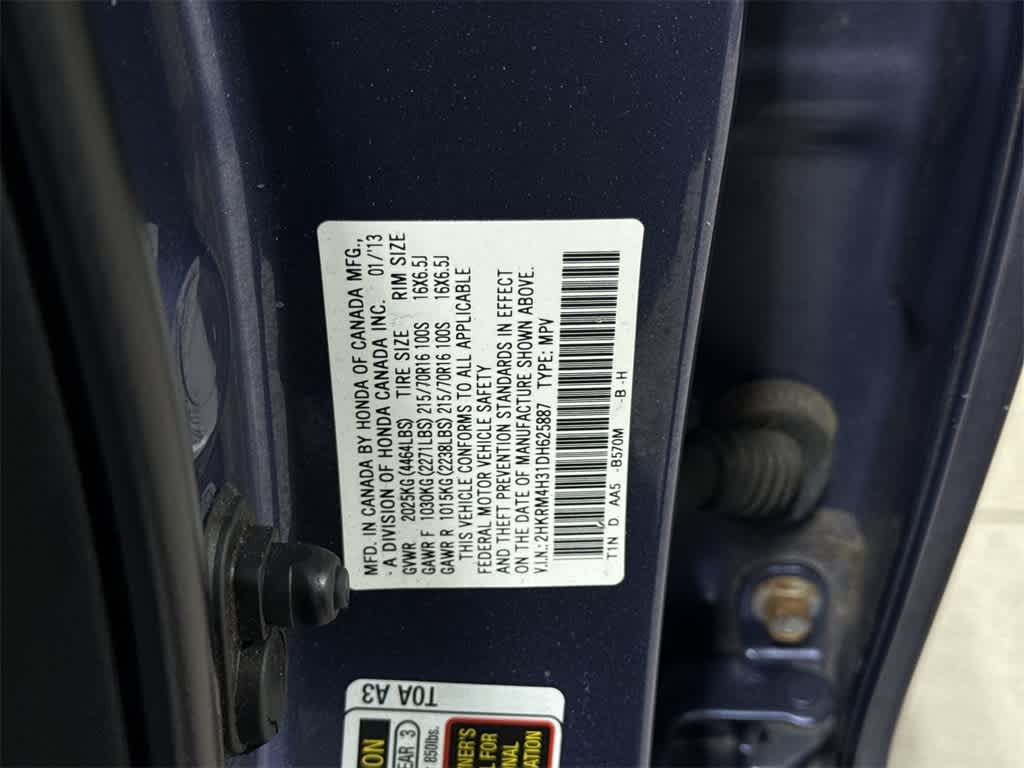 MFD. IN CANADA BY HONDA OF CANADA MFG.,
- A DIVISION OF HONDA CANADA INC. 01/'13
GVWR 2025KG(4464LBS) TIRE SIZE RIM SIZE
GAWR F 1030KG(2271LBS)215/70R16 100S 16X6.5J
GAWR R 1015KG(2238LBS)215/70R16 100S 16X6.5J
THIS VEHICLE CONFORMS TO ALL APPLICABLE
FEDERAL MOTOR VEHICLE SAFETY
AND THEFT PREVENTION STANDARDS IN EFFECT
ON THE DATE OF MANUFACTURE SHOWN ABOVE.
V.I.N.: 2HKRM4H31DH625887 TYPE: MPV
T1N D AA5 -B570M -B -H
T0A A3
3
850lbs.